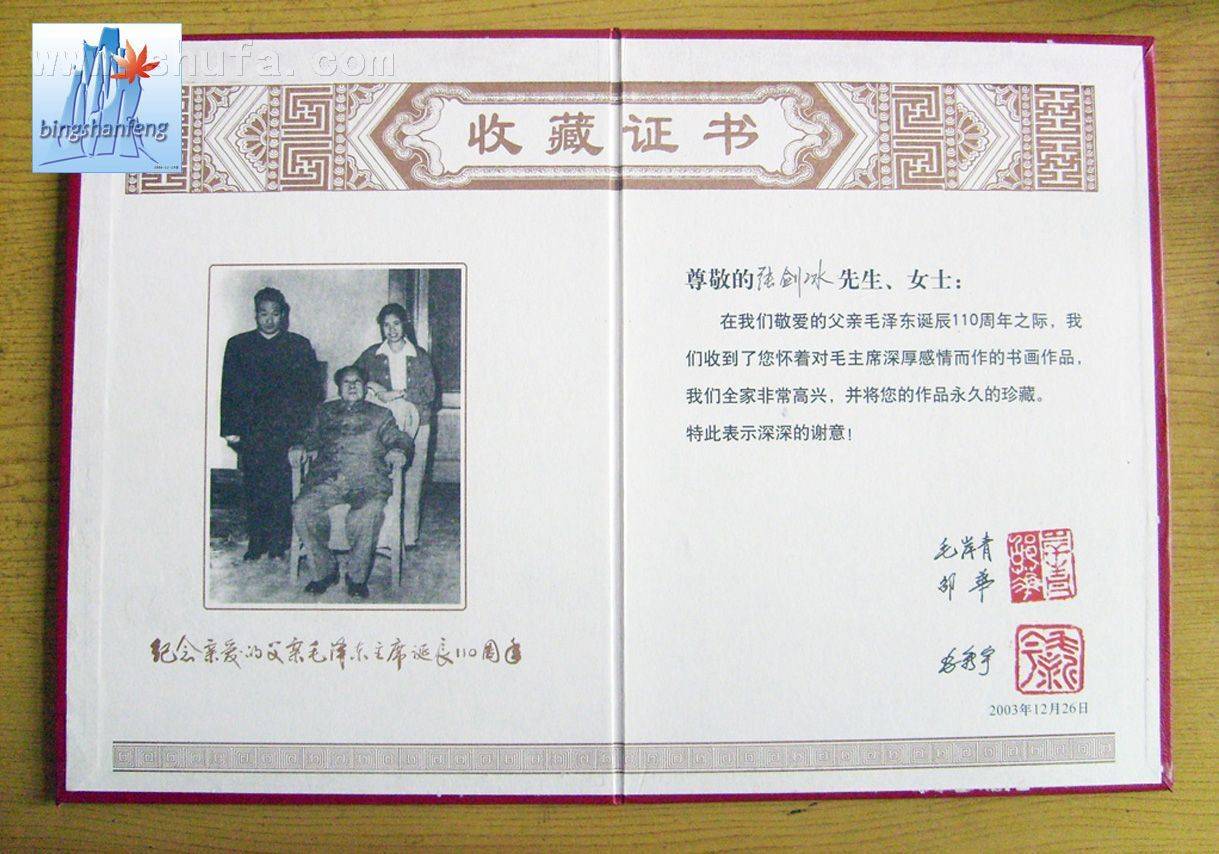 www. shufa. com
bingshanfeng
收藏证书
尊敬的张剑冰先生、女士：
在我们敬爱的父亲毛泽东诞辰110周年之际，我
们收到了您怀着对毛主席深厚感情而作的书画作品，
我们全家非常高兴，并将您的作品永久的珍藏。
特此表示深深的谢意！
毛岸青
邵华
毛新宇
2003年12月26日
纪念亲爱的父亲毛泽东主席诞辰110周年